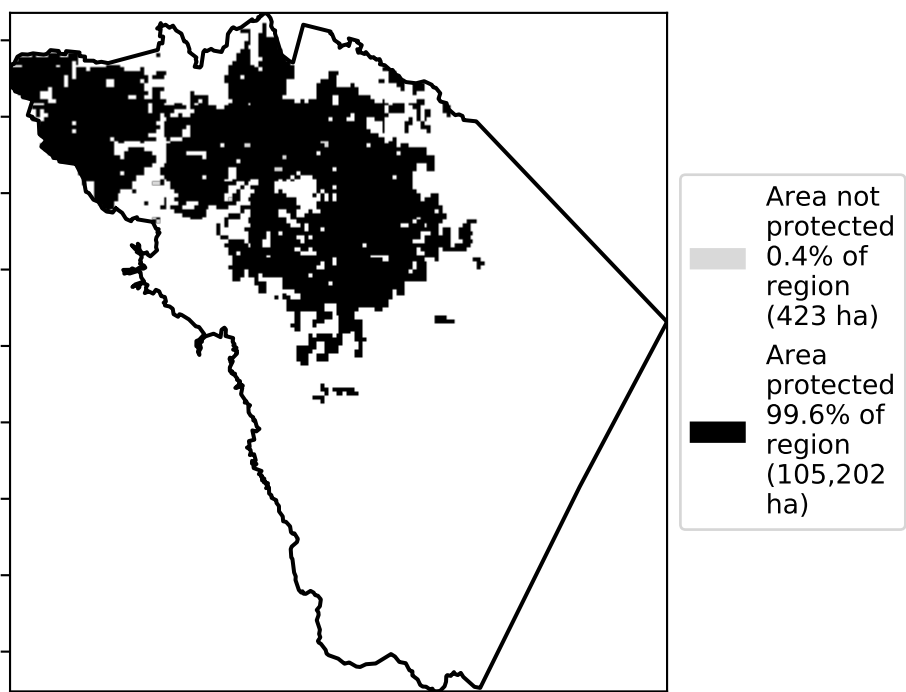 Area not
protected
0.4% of
region
(423 ha)
Area
protected
99.6% of
region
(105,202
ha)